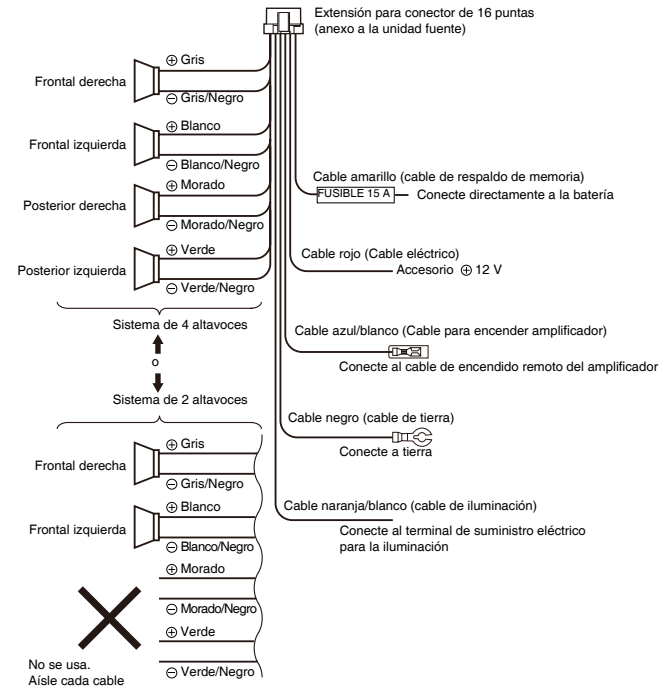 Extensión para conector de 16 puntas
(anexo a la unidad fuente)
⊕ Gris
Frontal derecha
⊖ Gris/Negro
⊕ Blanco
Frontal izquierda
⊖ Blanco/Negro
⊕ Morado
Posterior derecha
⊖ Morado/Negro
⊕ Verde
Posterior izquierda
⊖ Verde/Negro
Sistema de 4 altavoces
o
Sistema de 2 altavoces
⊕ Gris
Frontal derecha
⊖ Gris/Negro
⊕ Blanco
Frontal izquierda
⊖ Blanco/Negro
⊕ Morado
⊖ Morado/Negro
⊕ Verde
⊖ Verde/Negro
No se usa.
Aísle cada cable
Cable amarillo (cable de respaldo de memoria)
FUSIBLE 15 A
Conecte directamente a la batería
Cable rojo (Cable eléctrico)
Accesorio ⊕ 12 V
Cable azul/blanco (Cable para encender amplificador)
Conecte al cable de encendido remoto del amplificador
Cable negro (cable de tierra)
Conecte a tierra
Cable naranja/blanco (cable de iluminación)
Conecte al terminal de suministro eléctrico
para la iluminación